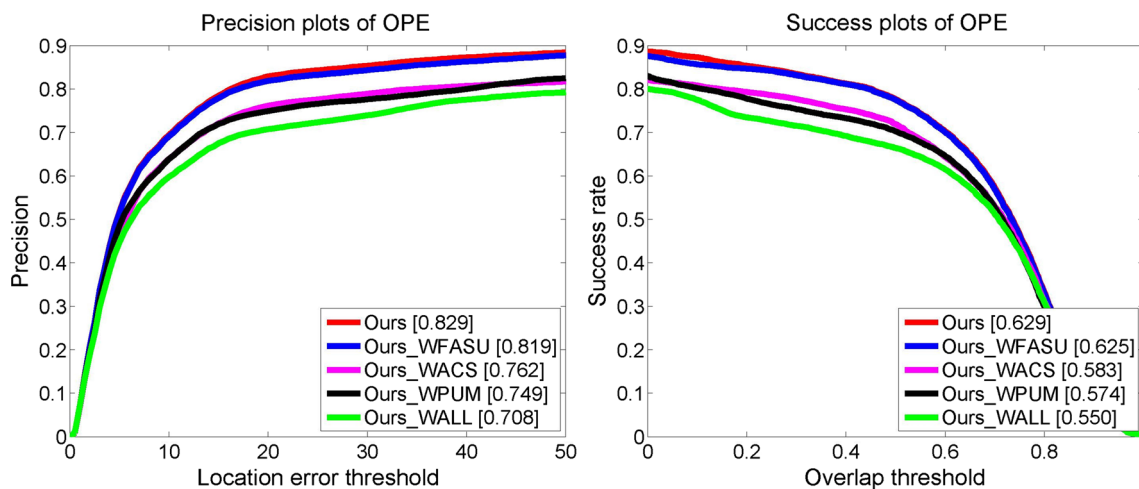 Precision plots of OPE
0.9
0.8
0.7
0.6
0.5
0.4
0.3
0.2
0.1
0
Precision
0 10 20 30 40 50
Location error threshold
Ours [0.829]
Ours_WFASU [0.819]
Ours_WACS [0.762]
Ours_WPUM [0.749]
Ours_WALL [0.708]
Success plots of OPE
0.9
0.8
0.7
0.6
0.5
0.4
0.3
0.2
0.1
0
Success rate
0 0.2 0.4 0.6 0.8
Overlap threshold
Ours [0.629]
Ours_WFASU [0.625]
Ours_WACS [0.583]
Ours_WPUM [0.574]
Ours_WALL [0.550]